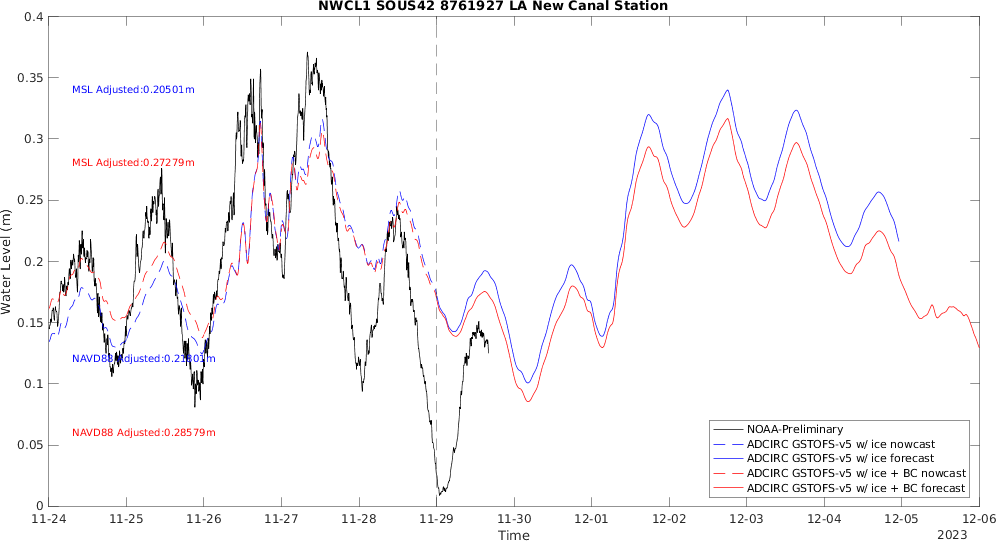 NWCL1 SOUS42 8761927 LA New Canal Station
0.4
0.35
0.3
0.25
0.2
0.15
0.1
0.05
0
Water Level (m)
MSL Adjusted:0.20501m
MSL Adjusted:0.27279m
NAVD88 Adjusted:0.21801m
NAVD88 Adjusted:0.28579m
NOAA-Preliminary
ADCIRC GSTOFS-v5 w/ ice nowcast
ADCIRC GSTOFS-v5 w/ ice forecast
ADCIRC GSTOFS-v5 w/ ice + BC nowcast
ADCIRC GSTOFS-v5 w/ ice + BC forecast
11-24 11-25 11-26 11-27 11-28 11-29 11-30 12-01 12-02 12-03 12-04 12-05 12-06
Time
2023